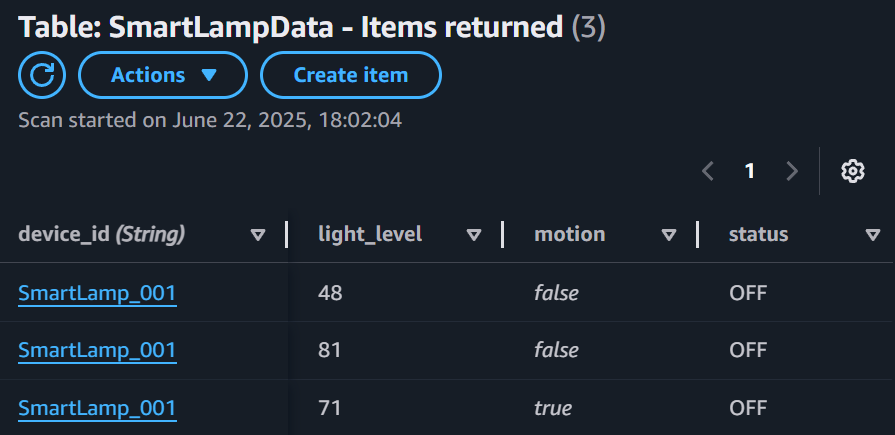 Table: SmartLampData - Items returned (3)
Actions Create item
Scan started on June 22, 2025, 18:02:04
1
device_id (String) light_level motion status
SmartLamp_001 48 false OFF
SmartLamp_001 81 false OFF
SmartLamp_001 71 true OFF